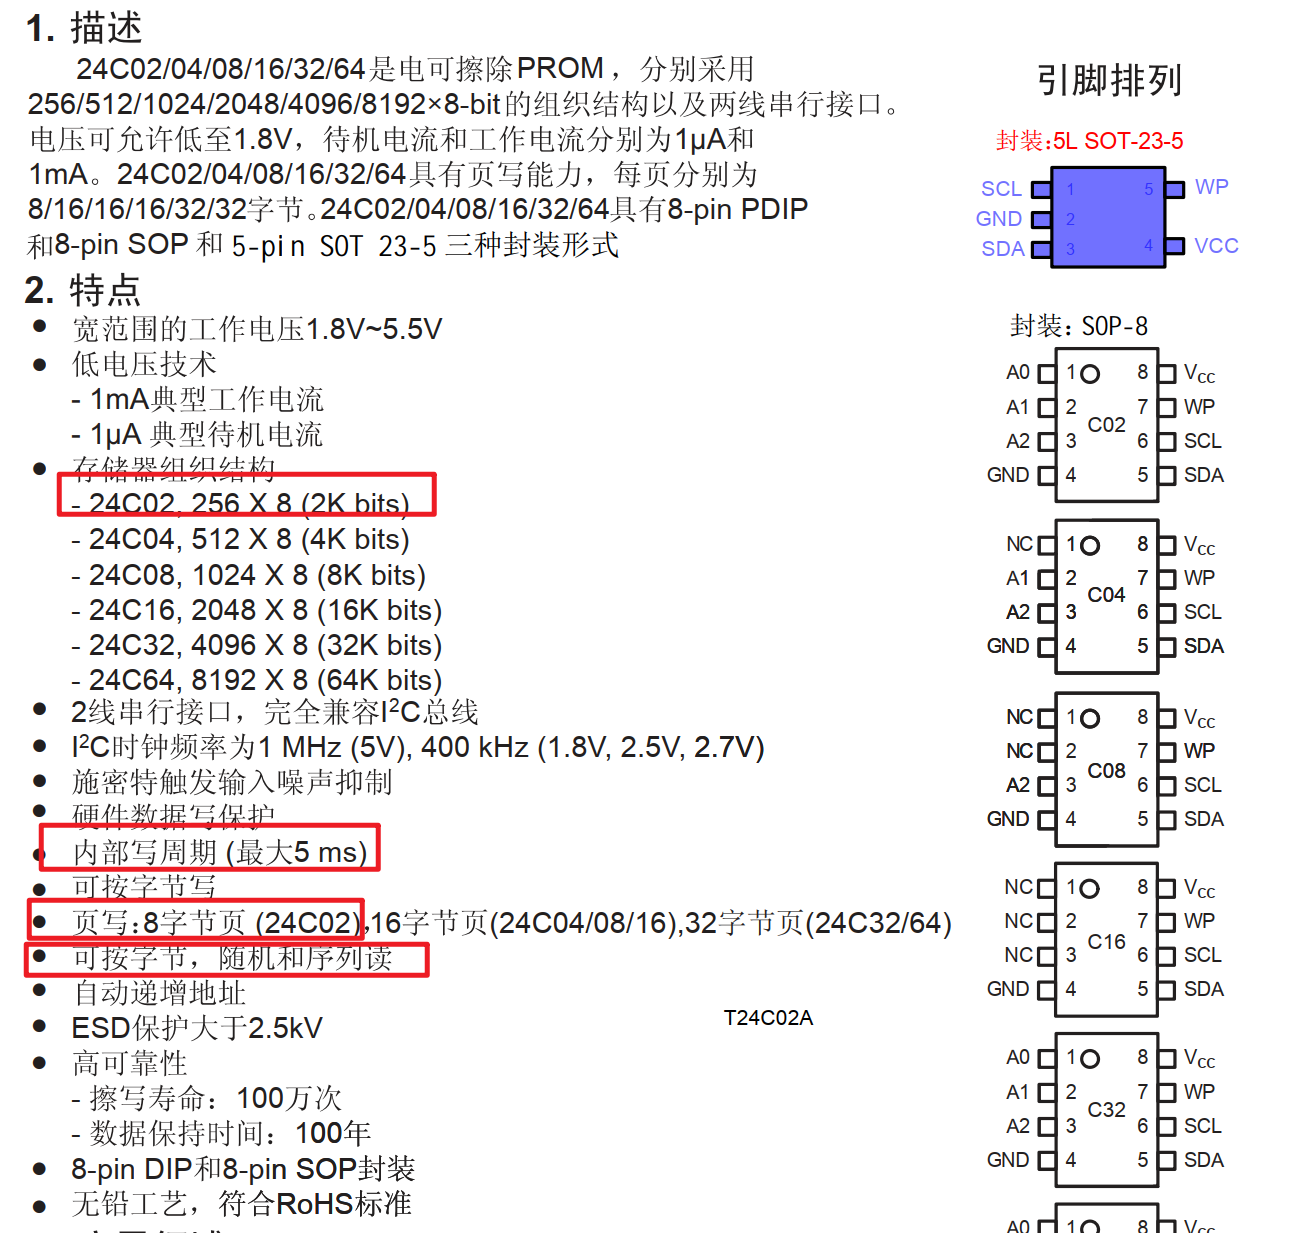 1. 描述
24C02/04/08/16/32/64是电可擦除PROM，分别采用
256/512/1024/2048/4096/8192×8-bit的组织结构以及两线串行接口。
电压可允许低至1.8V，待机电流和工作电流分别为1μA和
1mA。24C02/04/08/16/32/64具有页写能力，每页分别为
8/16/16/16/32/32字节。24C02/04/08/16/32/64具有8-pin PDIP
和8-pin SOP 和 5-pin SOT 23-5 三种封装形式
2. 特点
● 宽范围的工作电压1.8V~5.5V
● 低电压技术
- 1mA典型工作电流
- 1μA 典型待机电流
● 存储器组织结构
- 24C02, 256 X 8 (2K bits)
- 24C04, 512 X 8 (4K bits)
- 24C08, 1024 X 8 (8K bits)
- 24C16, 2048 X 8 (16K bits)
- 24C32, 4096 X 8 (32K bits)
- 24C64, 8192 X 8 (64K bits)
● 2线串行接口，完全兼容I²C总线
● I²C时钟频率为1 MHz (5V), 400 kHz (1.8V, 2.5V, 2.7V)
● 施密特触发输入噪声抑制
● 硬件数据写保护
● 内部写周期 (最大5 ms)
● 可按字节写
● 页写:8字节页 (24C02),16字节页(24C04/08/16),32字节页(24C32/64)
● 可按字节，随机和序列读
● 自动递增地址
● ESD保护大于2.5kV
● 高可靠性
- 擦写寿命：100万次
- 数据保持时间：100年
● 8-pin DIP和8-pin SOP封装
● 无铅工艺，符合RoHS标准
T24C02A
引脚排列
封装:5L SOT-23-5
SCL 1 5 WP
GND 2
SDA 3 4 VCC
封装: SOP-8
A0 1 8 Vcc
A1 2 7 WP
C02
A2 3 6 SCL
GND 4 5 SDA
NC 1 8 Vcc
A1 2 7 WP
C04
A2 3 6 SCL
GND 4 5 SDA
NC 1 8 Vcc
NC 2 7 WP
C08
A2 3 6 SCL
GND 4 5 SDA
NC 1 8 Vcc
NC 2 7 WP
C16
NC 3 6 SCL
GND 4 5 SDA
A0 1 8 Vcc
A1 2 7 WP
C32
A2 3 6 SCL
GND 4 5 SDA
A0 1 8 Vcc